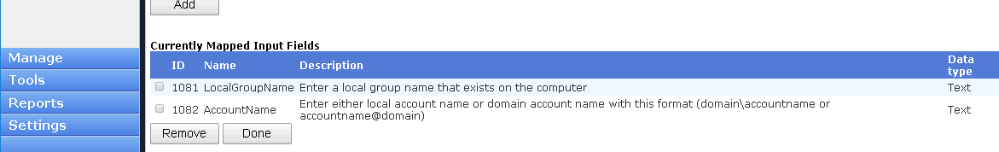 Add
Currently Mapped Input Fields
ID Name Description Data type
1081 LocalGroupName Enter a local group name that exists on the computer Text
1082 AccountName Enter either local account name or domain account name with this format (domain\accountname or
accountname@domain) Text
Remove Done
Manage
Tools
Reports
Settings